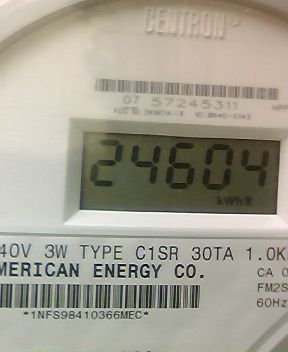 CENTRON
07 57245311
24604
kWh
40V 3W TYPE C1SR 30TA 1.0K
MERICAN ENERGY CO.
CA 0
FM2S
60Hz
*1NFS98410366MEC*